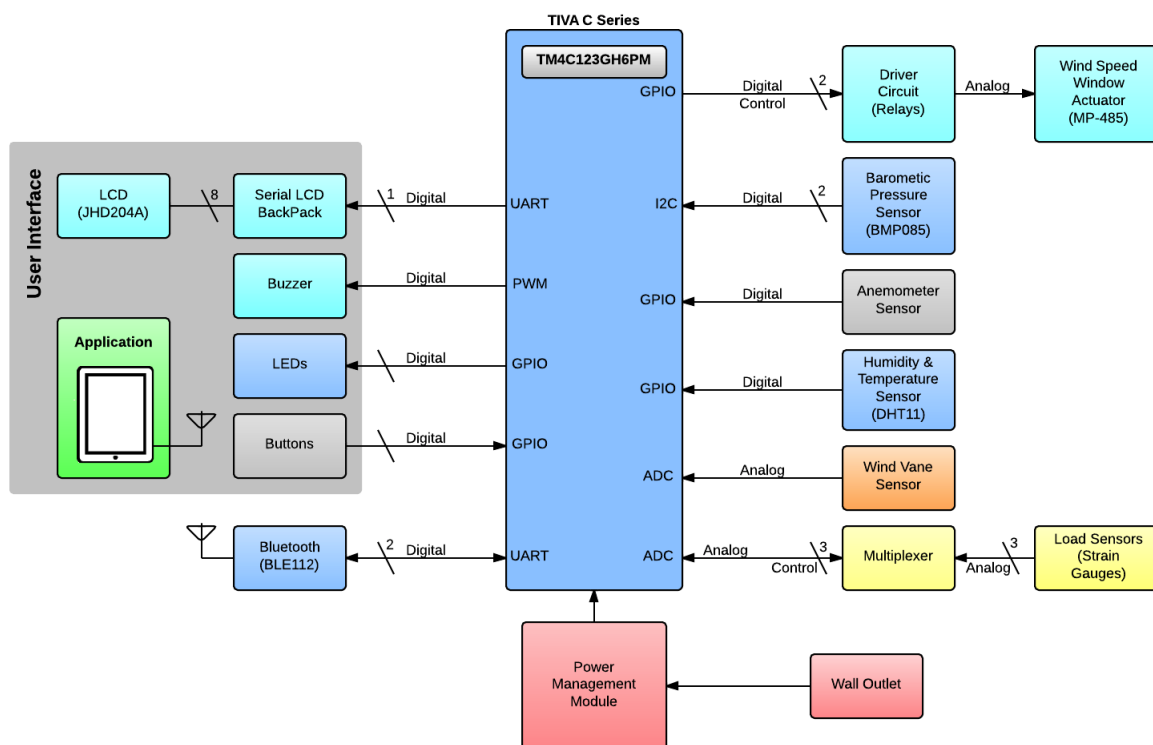 TIVA C Series
TM4C123GH6PM
GPIO
Digital
Control
2
Driver
Circuit
(Relays)
Analog
Wind Speed
Window
Actuator
(MP-485)
User Interface
LCD
(JHD204A)
8
Serial LCD
BackPack
1
Digital
UART
I2C
Digital
2
Barometic
Pressure
Sensor
(BMP085)
Buzzer
Digital
PWM
GPIO
Digital
Anemometer
Sensor
Application
LEDs
Digital
GPIO
GPIO
Digital
Humidity &
Temperature
Sensor
(DHT11)
Buttons
Digital
GPIO
ADC
Analog
Wind Vane
Sensor
Bluetooth
(BLE112)
2
Digital
UART
ADC
Analog
Control
3
Multiplexer
3
Analog
Load Sensors
(Strain
Gauges)
Power
Management
Module
Wall Outlet